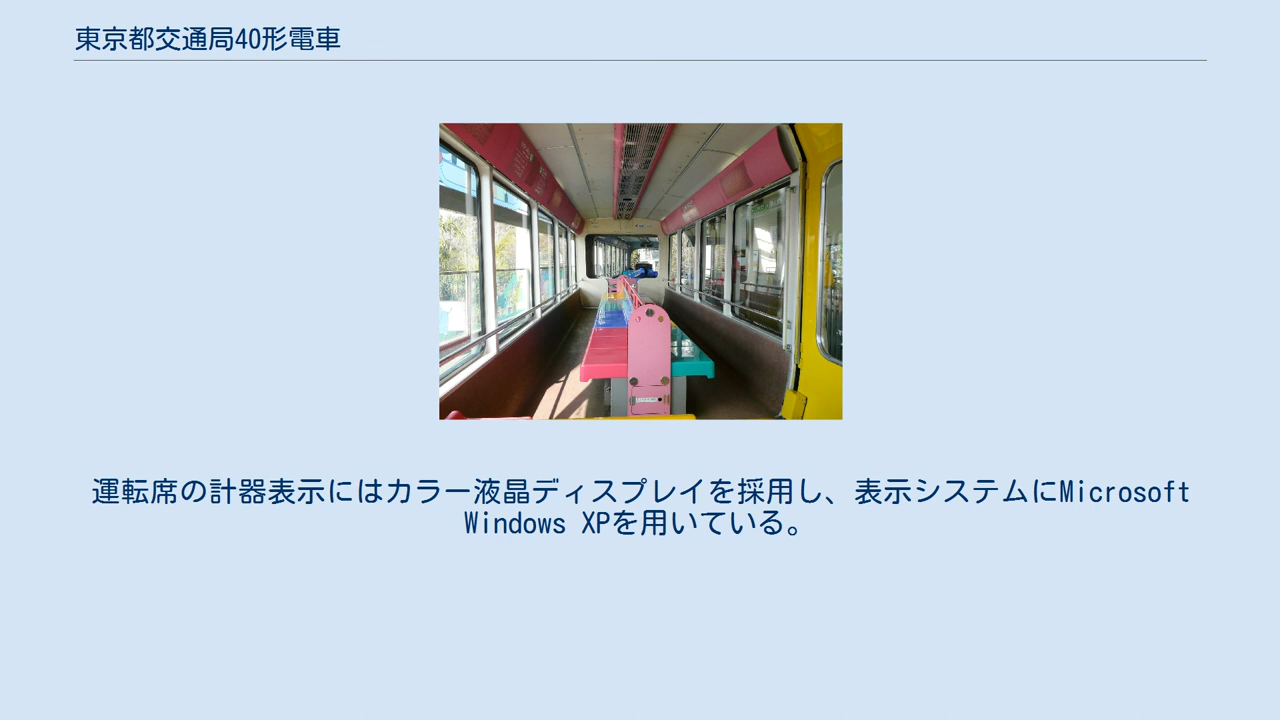 東京都交通局40形電車
運転席の計器表示にはカラー液晶ディスプレイを採用し、表示システムにMicrosoft
Windows XPを用いている。